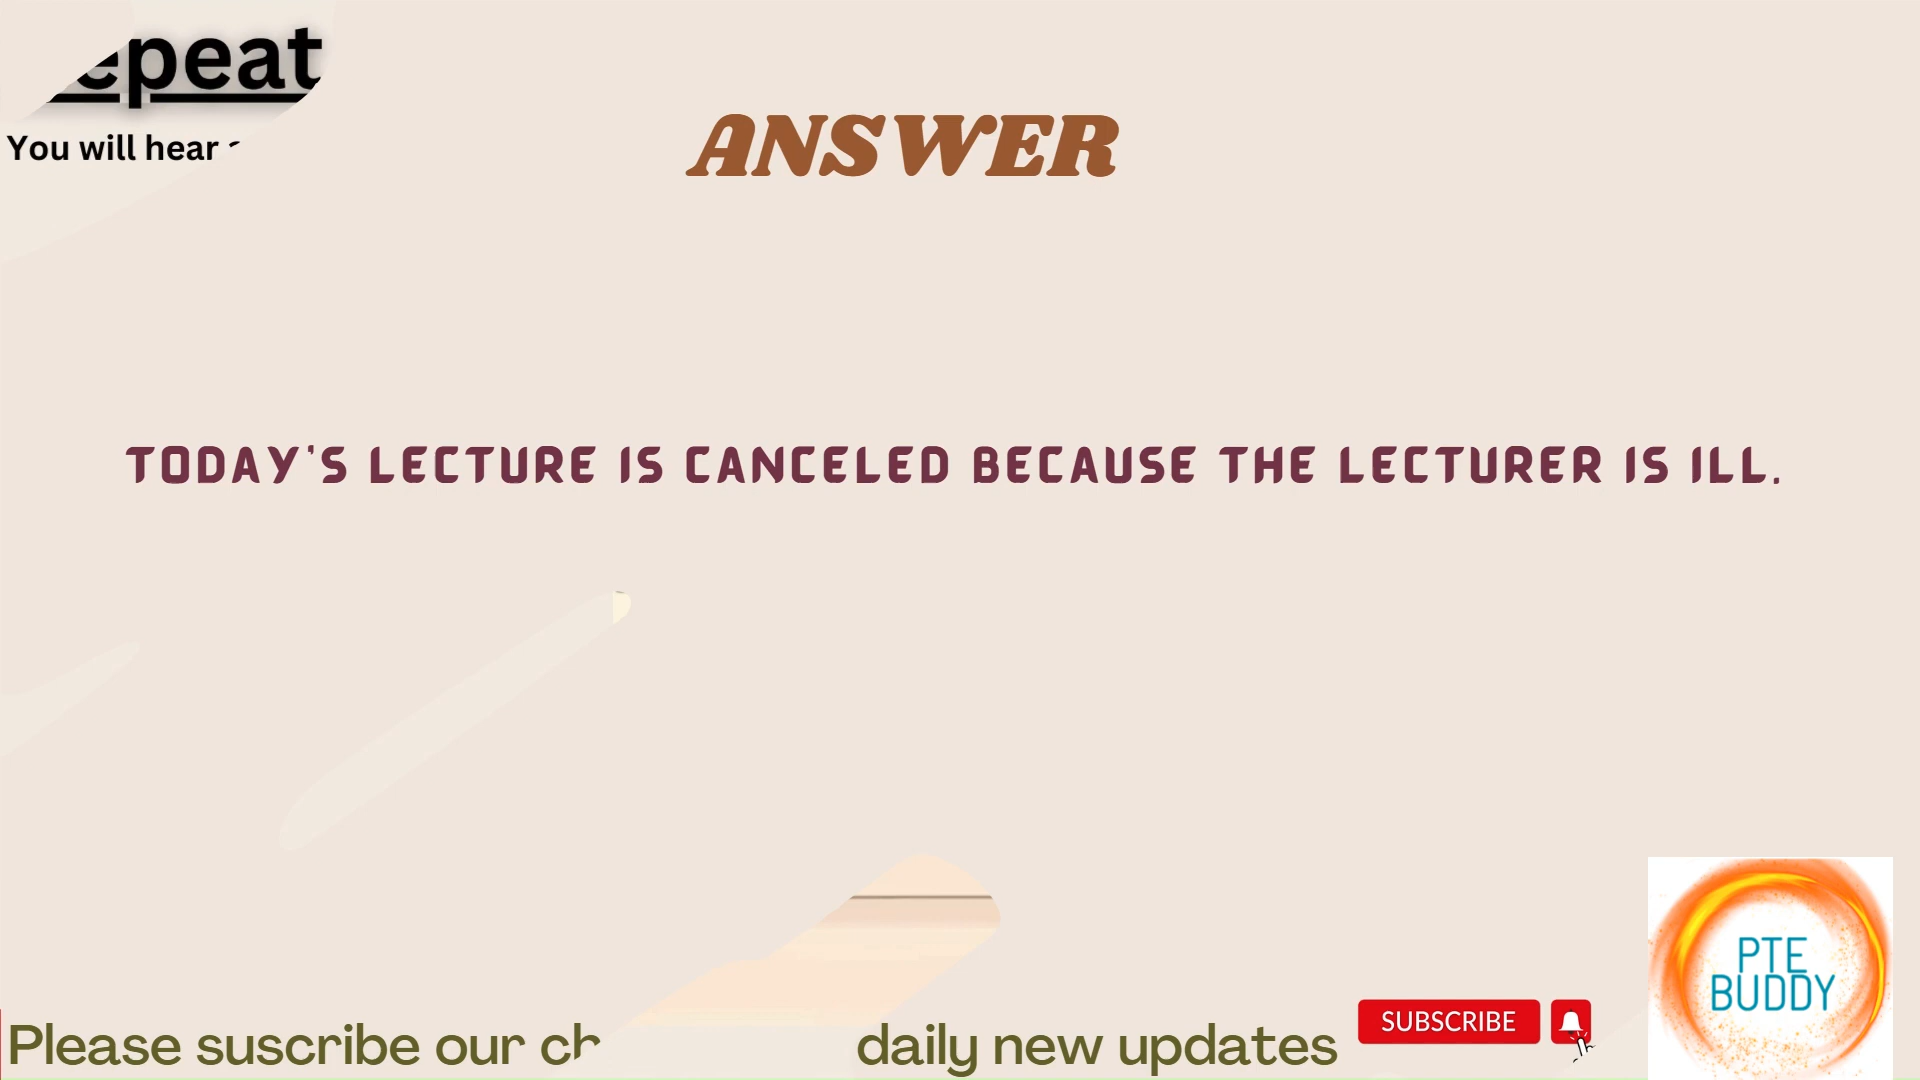 epeat
You will hear
ANSWER
TODAY'S LECTURE IS CANCELED BECAUSE THE LECTURER IS ILL.
PTE
BUDDY
SUBSCRIBE
Please suscribe our ch daily new updates